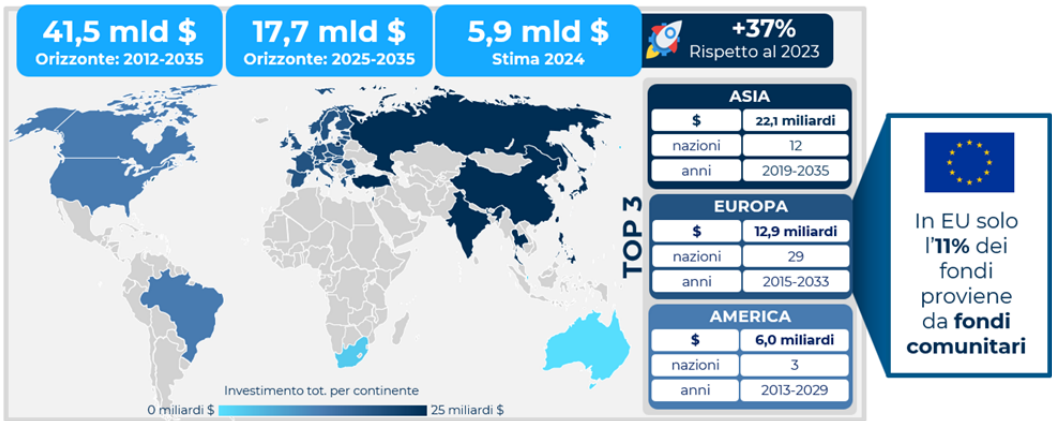 41,5 mld $
Orizzonte: 2012-2035
17,7 mld $
Orizzonte: 2025-2035
5,9 mld $
Stima 2024
+37%
Rispetto al 2023
TOP 3
ASIA
$ 22,1 miliardi
nazioni 12
anni 2019-2035
EUROPA
$ 12,9 miliardi
nazioni 29
anni 2015-2033
AMERICA
$ 6,0 miliardi
nazioni 3
anni 2013-2029
In EU solo
l'11% dei
fondi
proviene
da fondi
comunitari
Investimento tot. per continente
0 miliardi $ 25 miliardi $